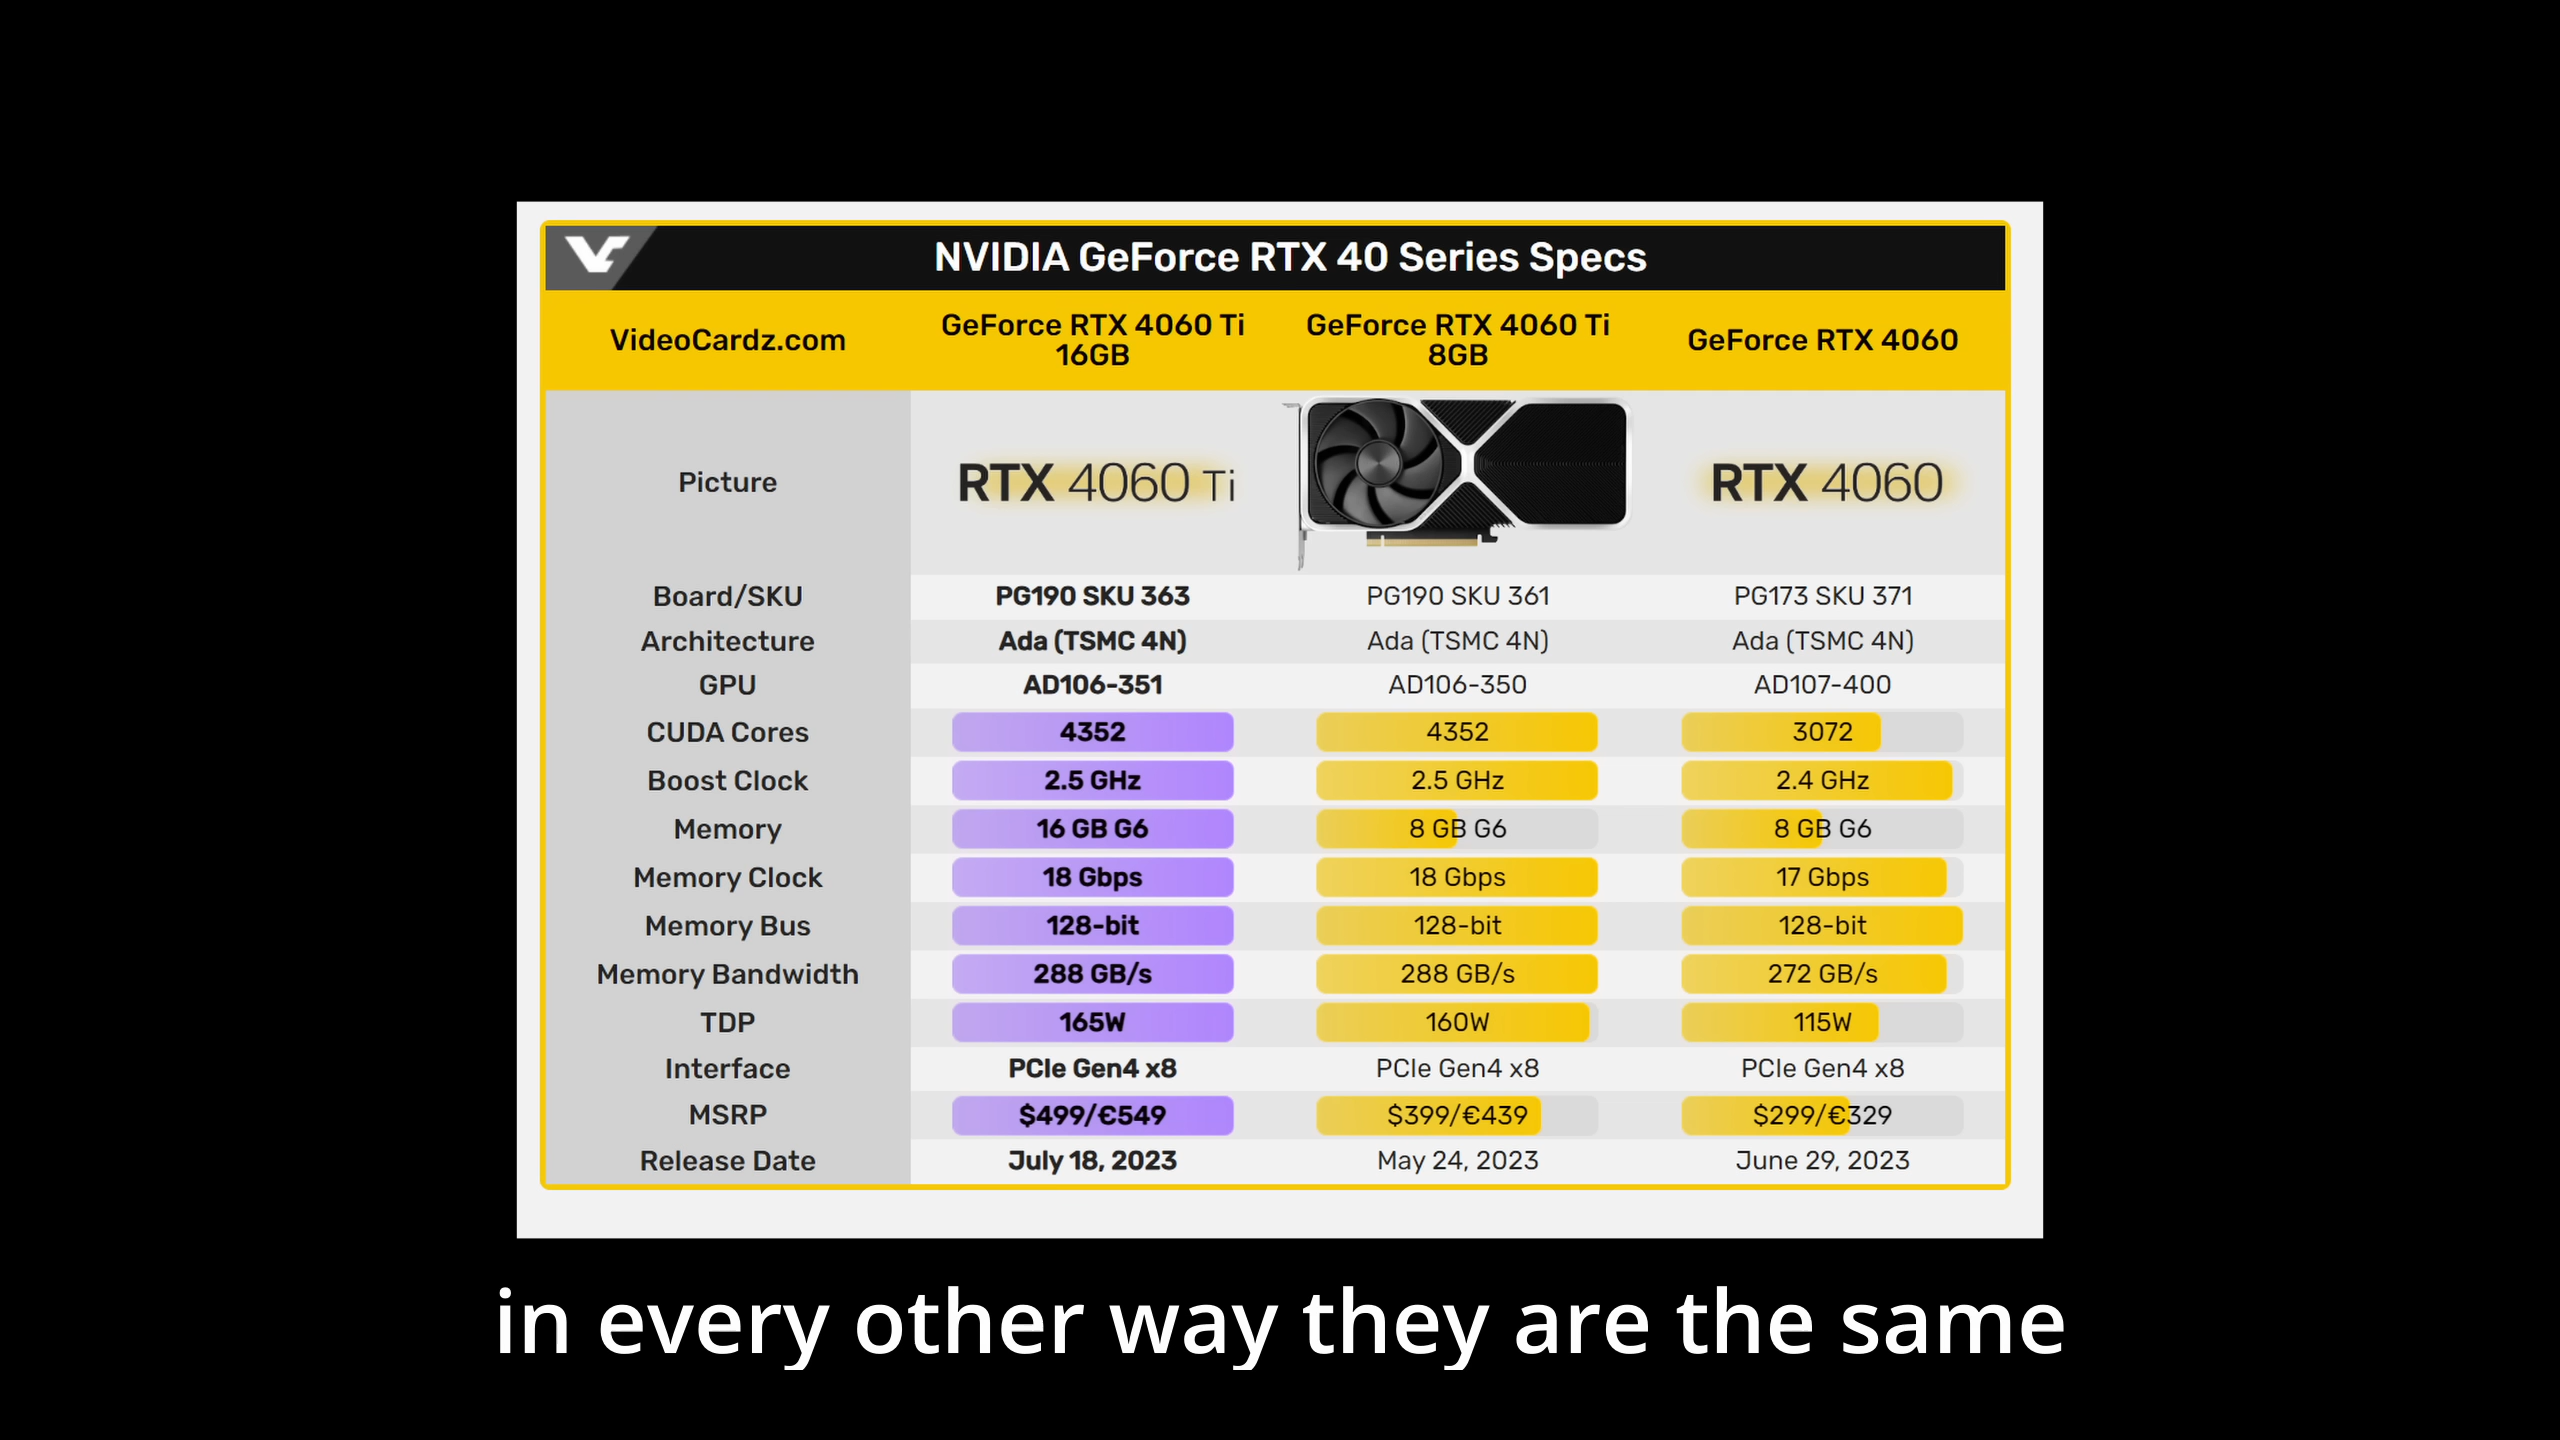 NVIDIA GeForce RTX 40 Series Specs
VideoCardz.com GeForce RTX 4060 Ti 16GB GeForce RTX 4060 Ti 8GB GeForce RTX 4060
Picture RTX 4060 Ti RTX 4060
Board/SKU PG190 SKU 363 PG190 SKU 361 PG173 SKU 371
Architecture Ada (TSMC 4N) Ada (TSMC 4N) Ada (TSMC 4N)
GPU AD106-351 AD106-350 AD107-400
CUDA Cores 4352 4352 3072
Boost Clock 2.5 GHz 2.5 GHz 2.4 GHz
Memory 16 GB G6 8 GB G6 8 GB G6
Memory Clock 18 Gbps 18 Gbps 17 Gbps
Memory Bus 128-bit 128-bit 128-bit
Memory Bandwidth 288 GB/s 288 GB/s 272 GB/s
TDP 165W 160W 115W
Interface PCIe Gen4 x8 PCIe Gen4 x8 PCIe Gen4 x8
MSRP $499/€549 $399/€439 $299/€329
Release Date July 18, 2023 May 24, 2023 June 29, 2023
in every other way they are the same